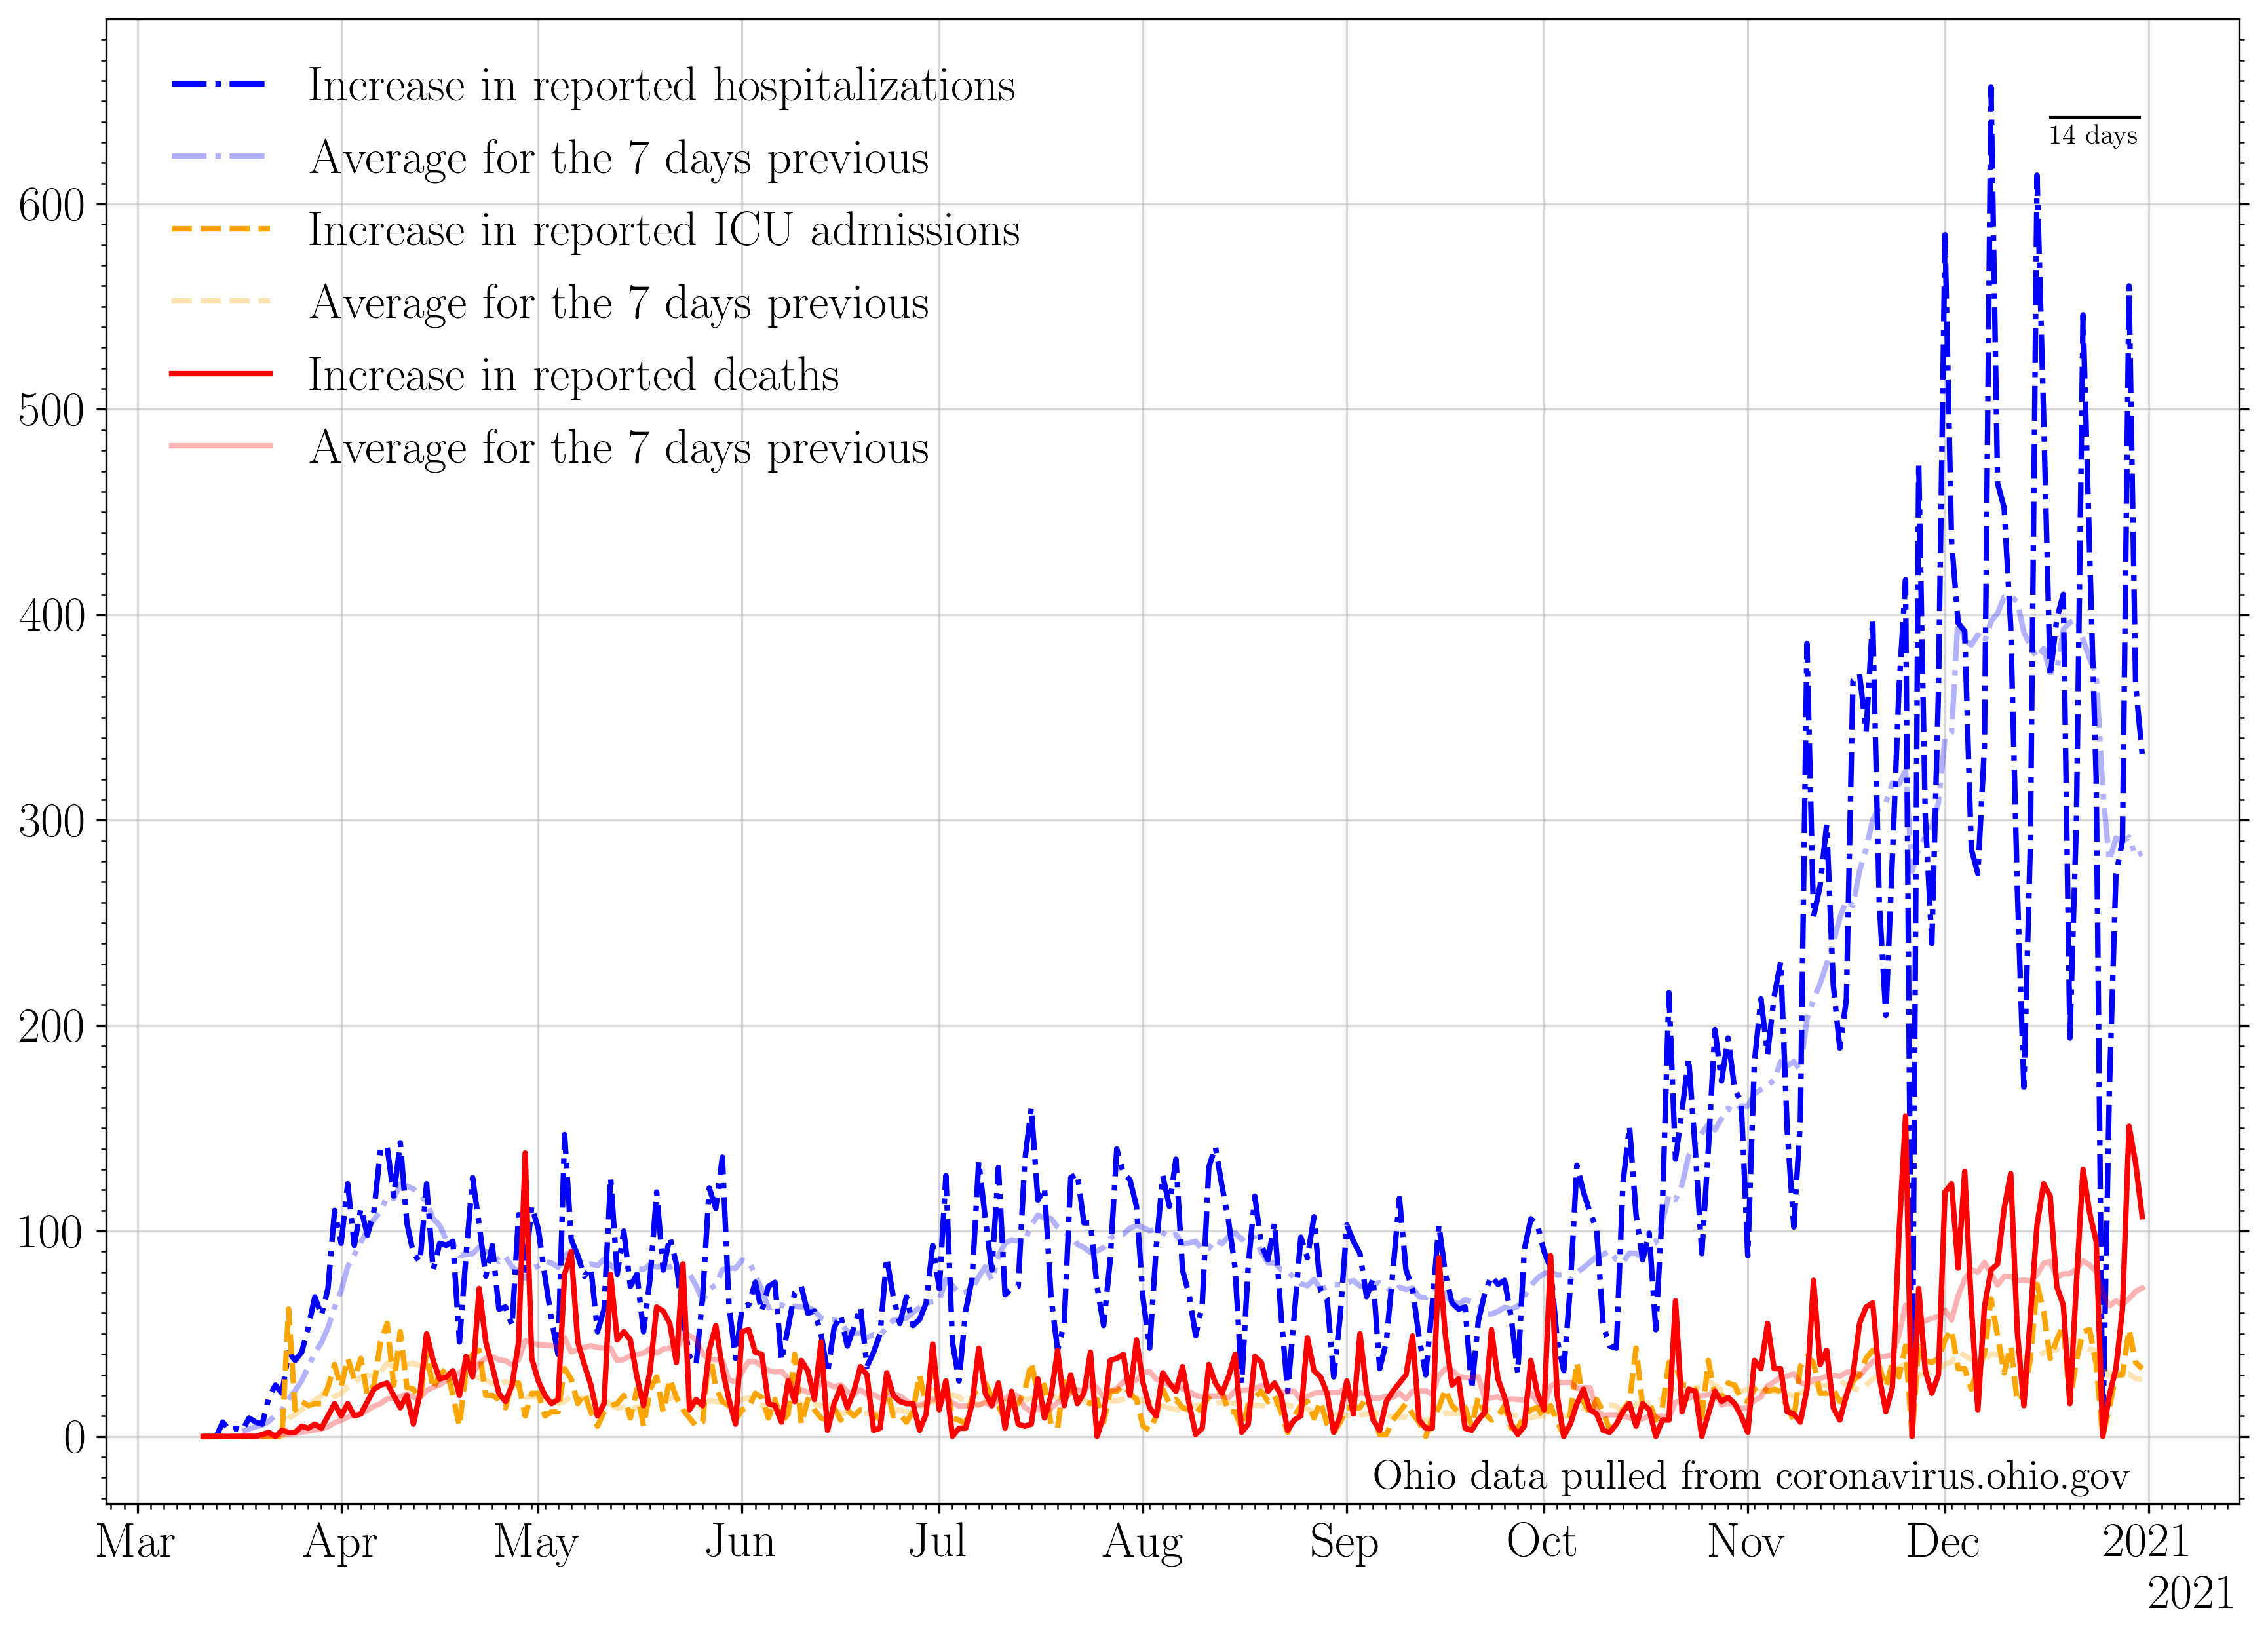 Increase in reported hospitalizations
Average for the 7 days previous
Increase in reported ICU admissions
Average for the 7 days previous
Increase in reported deaths
Average for the 7 days previous
14 days
600
500
400
300
200
100
0
Ohio data pulled from coronavirus.ohio.gov
Mar Apr May Jun Jul Aug Sep Oct Nov Dec 2021
2021